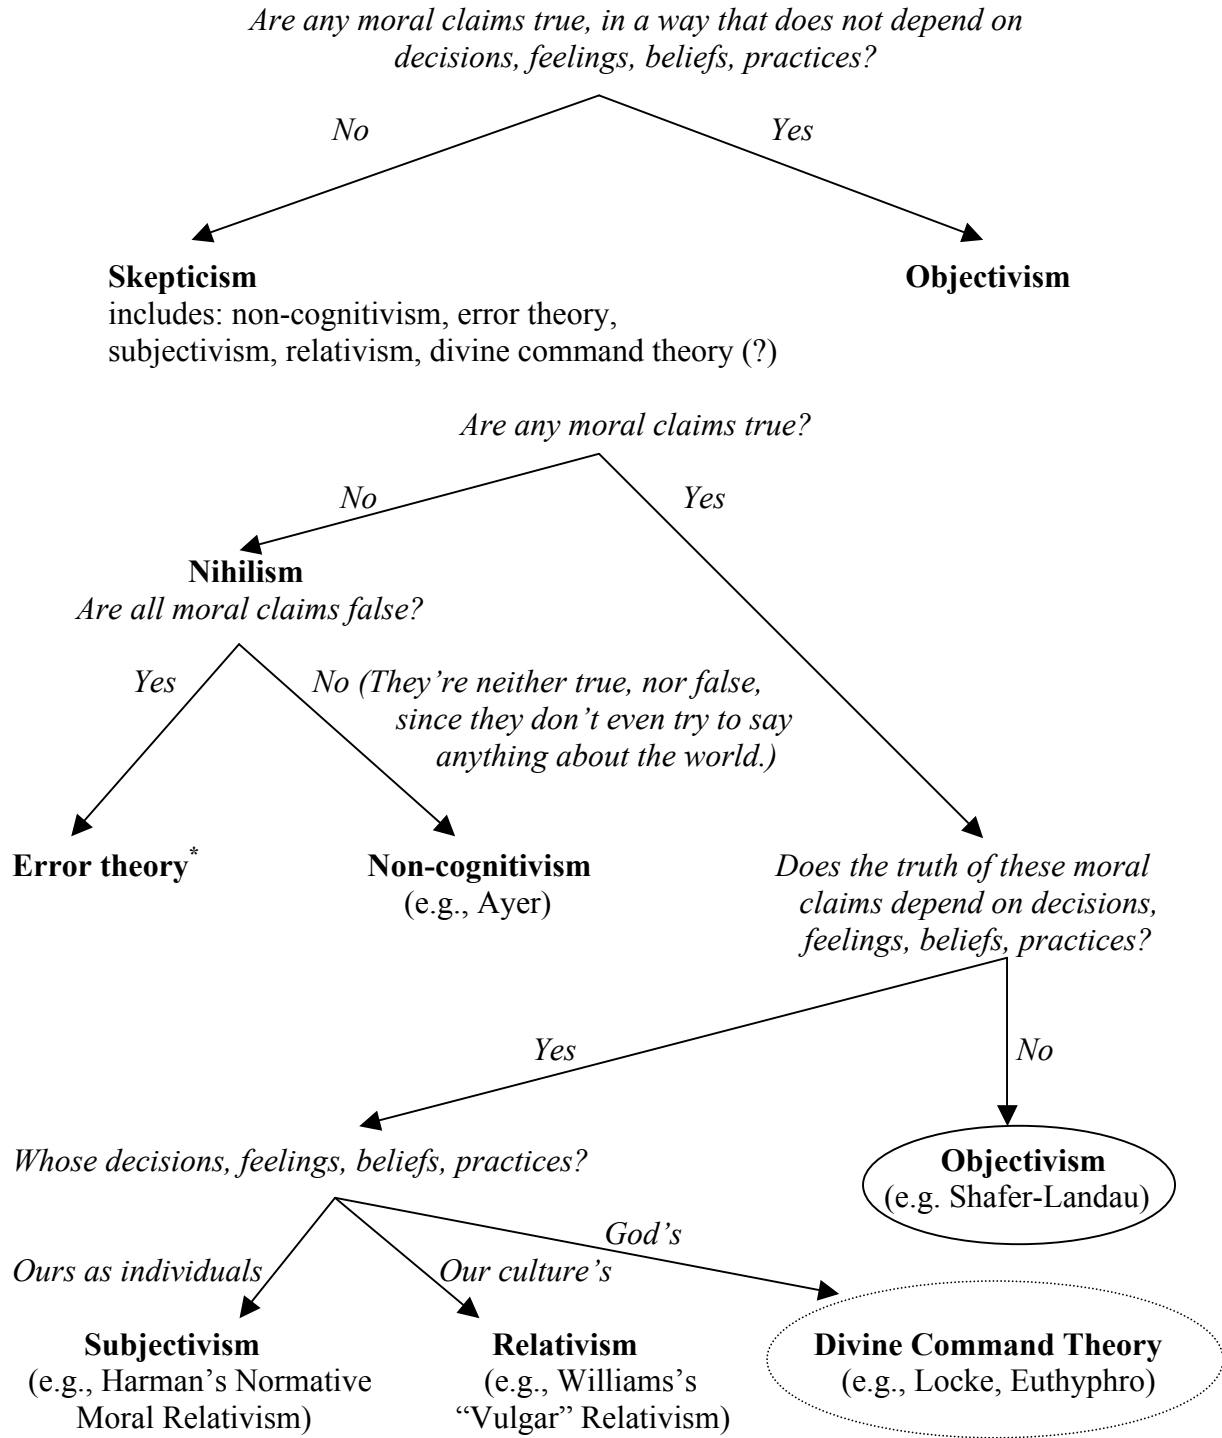 Are any moral claims true, in a way that does not depend on
decisions, feelings, beliefs, practices?
No
Yes
Skepticism
Objectivism
includes: non-cognitivism, error theory,
subjectivism, relativism, divine command theory (?)
Are any moral claims true?
No
Yes
Nihilism
Are all moral claims false?
Yes
No (They’re neither true, nor false,
since they don’t even try to say
anything about the world.)
Error theory*
Non-cognitivism
(e.g., Ayer)
Does the truth of these moral
claims depend on decisions,
feelings, beliefs, practices?
Yes
No
Whose decisions, feelings, beliefs, practices?
Objectivism
(e.g. Shafer-Landau)
Ours as individuals
Our culture’s
God’s
Subjectivism
(e.g., Harman’s Normative
Moral Relativism)
Relativism
(e.g., Williams’s
“Vulgar” Relativism)
Divine Command Theory
(e.g., Locke, Euthyphro)